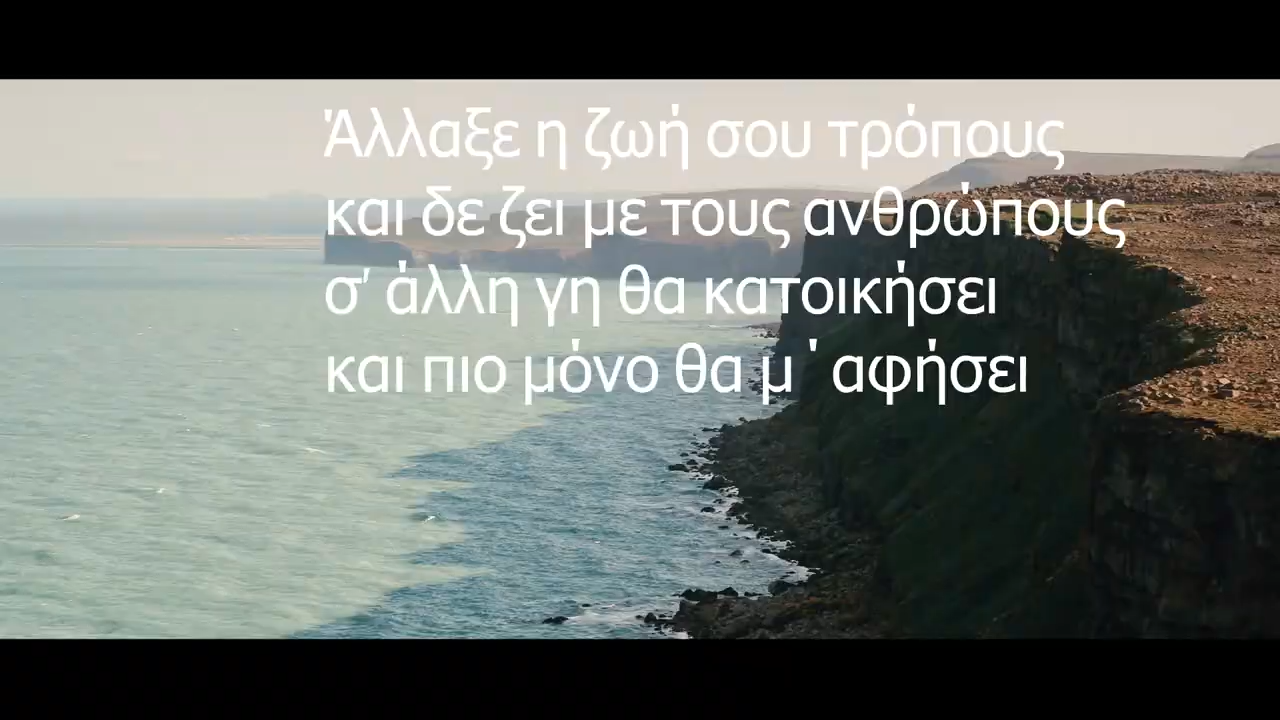 Άλλαξε η ζωή σου τρόπους
και δε ζει με τους ανθρώπους
σ' άλλη γη θα κατοικήσει
και πιο μόνο θα μ ' αφήσει